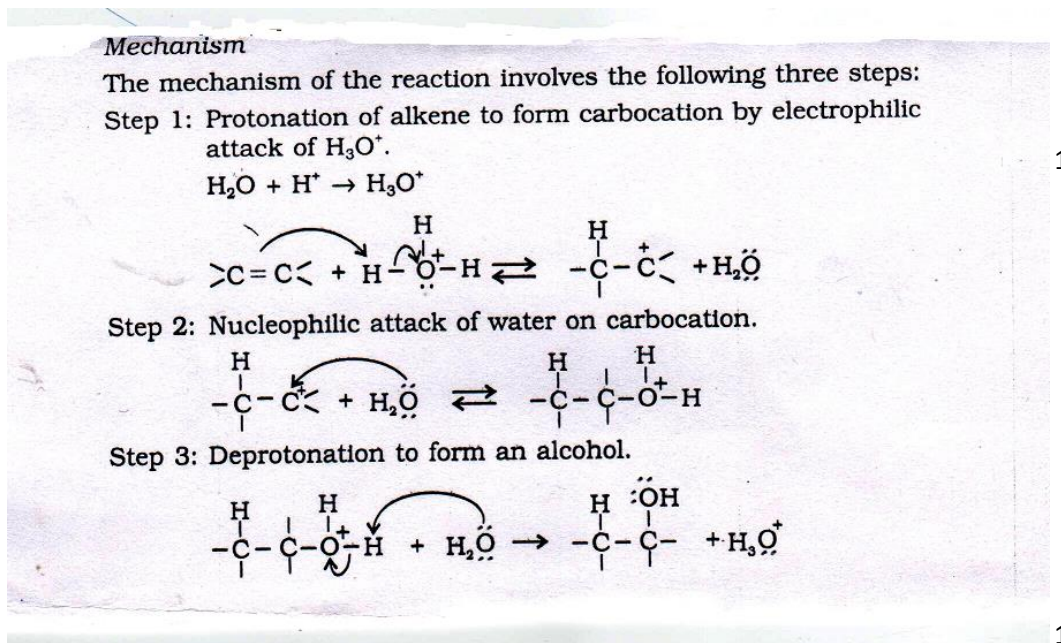 Mechanism
The mechanism of the reaction involves the following three steps:
Step 1: Protonation of alkene to form carbocation by electrophilic
attack of H₃O⁺.
H₂O + H⁺ → H₃O⁺
H H
>C=C< + H-O⁺-H ⇌ -C-C⁺< + H₂O
Step 2: Nucleophilic attack of water on carbocation.
H H H
-C-C⁺< + H₂O ⇌ -C-C-O⁺-H
Step 3: Deprotonation to form an alcohol.
H H H :OH
-C-C-O⁺-H + H₂O → -C-C- + H₃O⁺